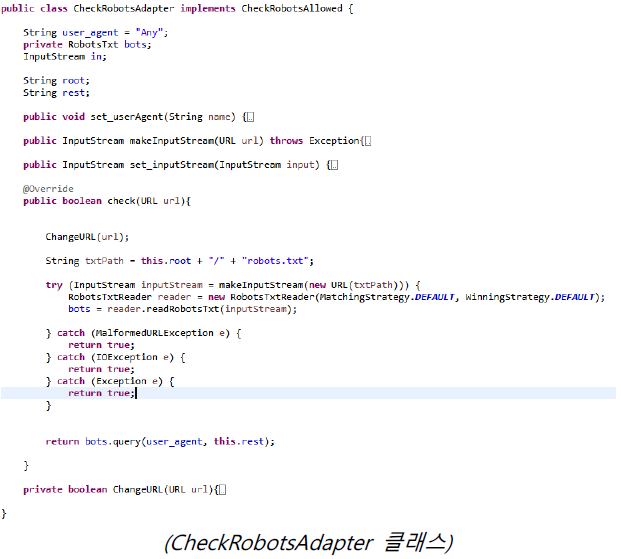 public class CheckRobotsAdapter implements CheckRobotsAllowed {
String user_agent = "Any";
private RobotsTxt bots;
InputStream in;
String root;
String rest;
public void set_userAgent(String name) {
public InputStream makeInputStream(URL url) throws Exception{
public InputStream set_inputStream(InputStream input) {
@Override
public boolean check(URL url){
ChangeURL(url);
String txtPath = this.root + "/" + "robots.txt";
try (InputStream inputStream = makeInputStream(new URL(txtPath))) {
RobotsTxtReader reader = new RobotsTxtReader(MatchingStrategy.DEFAULT, WinningStrategy.DEFAULT);
bots = reader.readRobotsTxt(inputStream);
} catch (MalformedURLException e) {
return true;
} catch (IOException e) {
return true;
} catch (Exception e) {
return true;
}
return bots.query(user_agent, this.rest);
}
private boolean ChangeURL(URL url){
}
(CheckRobotsAdapter 클래스)